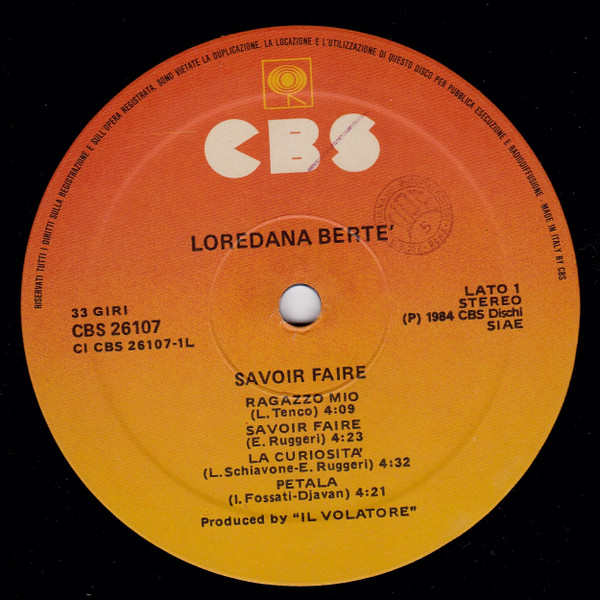 RISERVATI TUTTI I DIRITTI SULLA REGISTRAZIONE E SULL'OPERA REGISTRATA. SONO VIETATE LA DUPLICAZIONE, LA LOCAZIONE E L'UTILIZZAZIONE DI QUESTO DISCO PER PUBBLICA ESECUZIONE E RADIODIFFUSIONE. MADE IN ITALY BY CBS
CBS
LOREDANA BERTE'
33 GIRI
CBS 26107
CI CBS 26107-1L
LATO 1
STEREO
(P) 1984 CBS Dischi
SIAE
SAVOIR FAIRE
RAGAZZO MIO
(L. Tenco) 4:09
SAVOIR FAIRE
(E. Ruggeri) 4:23
LA CURIOSITA'
(L. Schiavone-E. Ruggeri) 4:32
PETALA
(I. Fossati-Djavan) 4:21
Produced by "IL VOLATORE"